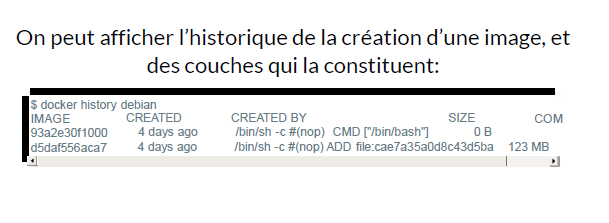 On peut afficher l'historique de la création d'une image, et
des couches qui la constituent:
$ docker history debian
IMAGE CREATED CREATED BY SIZE COM
93a2e30f1000 4 days ago /bin/sh -c #(nop) CMD ["/bin/bash"] 0 B
d5daf556aca7 4 days ago /bin/sh -c #(nop) ADD file:cae7a35a0d8c43d5ba 123 MB